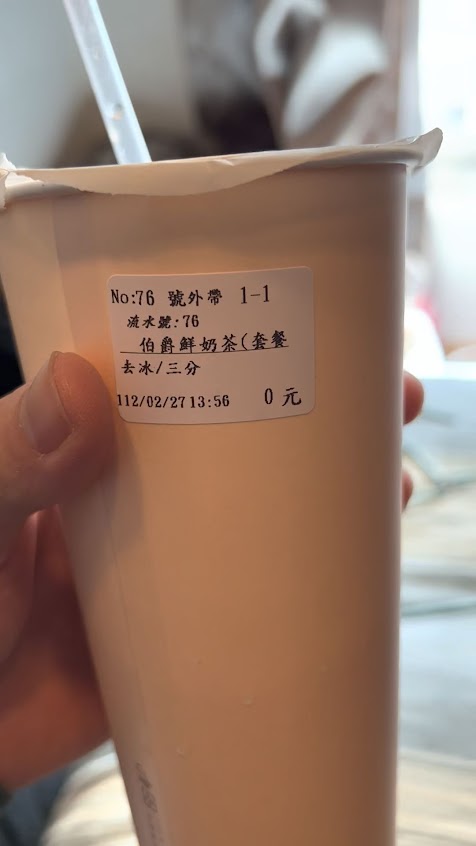 No:76 號外帶 1-1
流水號:76
伯爵鮮奶茶(套餐
去冰/三分
112/02/27 13:56 0 元